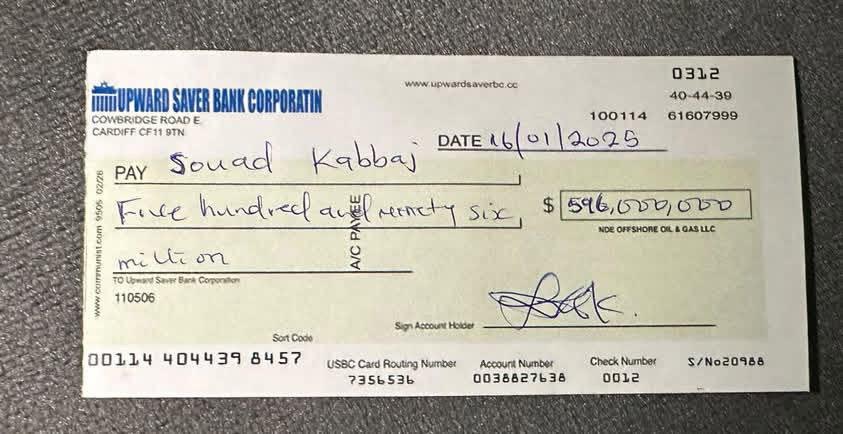 0312
www.upwardsaverbc.cc
40-44-39
UPWARD SAVER BANK CORPORATIN
COWBRIDGE ROAD E.
CARDIFF CF11 9TN
100114 61607999
DATE 16/01/2025
PAY Souad Kabbaj
Five hundred and ninety six
$ 596,000,000
NDE OFFSHORE OIL & GAS LLC
million
A/C PAYEE
TO Upward Saver Bank Corporation
110506
www.communist.com 9505 02/26
Sign Account Holder
Sort Code
00114 404439 8457
USBC Card Routing Number
7356536
Account Number
0038827638
Check Number
0012
S/No20988